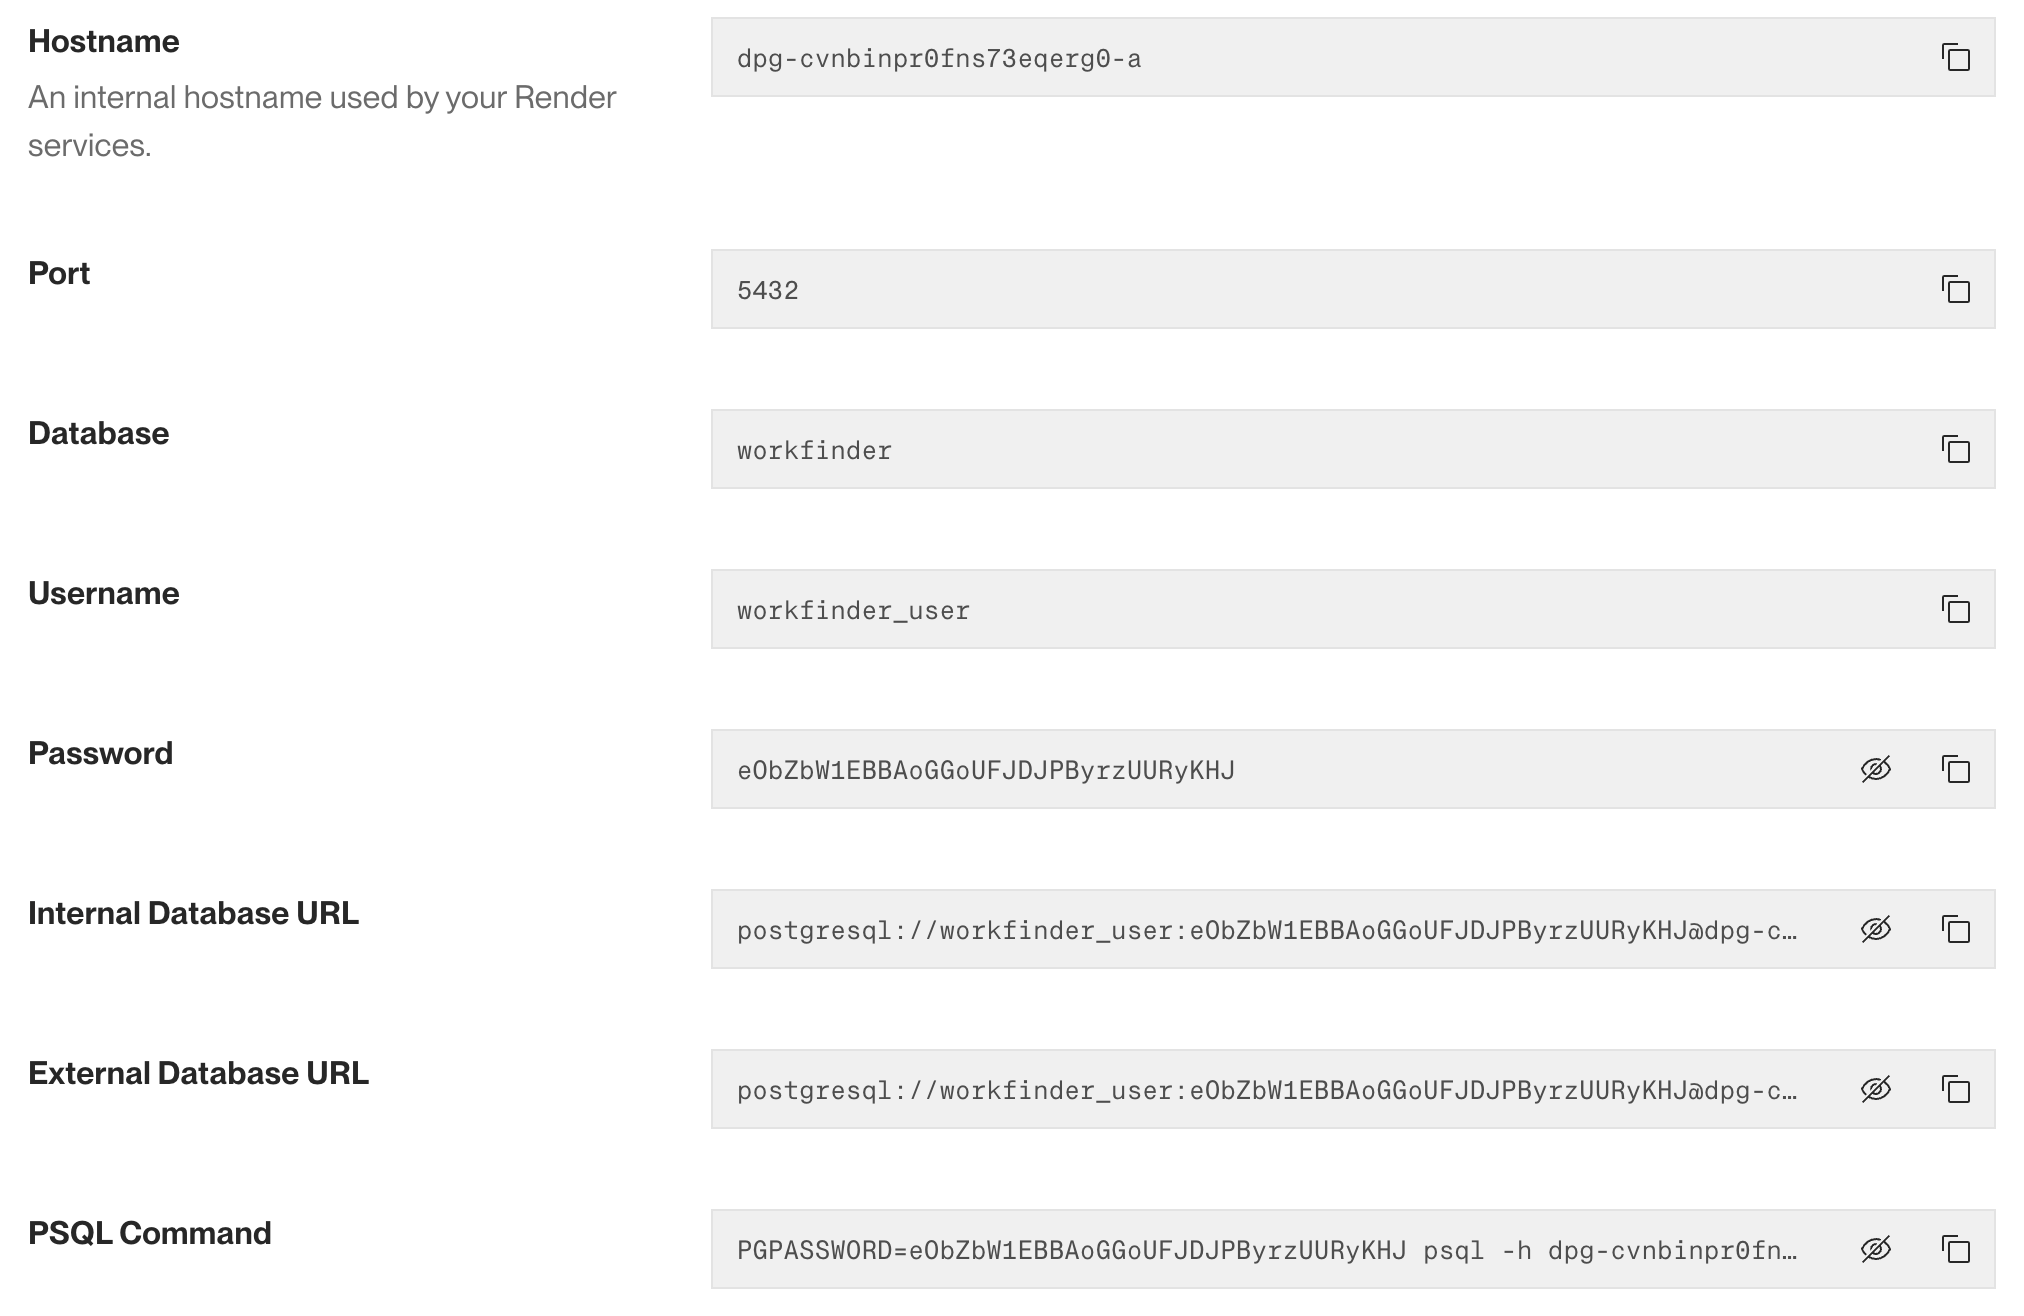 Hostname
dpg-cvnbinpr0fns73eqerg0-a
An internal hostname used by your Render
services.
Port
5432
Database
workfinder
Username
workfinder_user
Password
eObZbW1EBBAoGGoUFJDJPByrzUURyKHJ
Internal Database URL
postgresql://workfinder_user:eObZbW1EBBAoGGoUFJDJPByrzUURyKHJ@dpg-c…
External Database URL
postgresql://workfinder_user:eObZbW1EBBAoGGoUFJDJPByrzUURyKHJ@dpg-c…
PSQL Command
PGPASSWORD=eObZbW1EBBAoGGoUFJDJPByrzUURyKHJ psql -h dpg-cvnbinpr0fn…